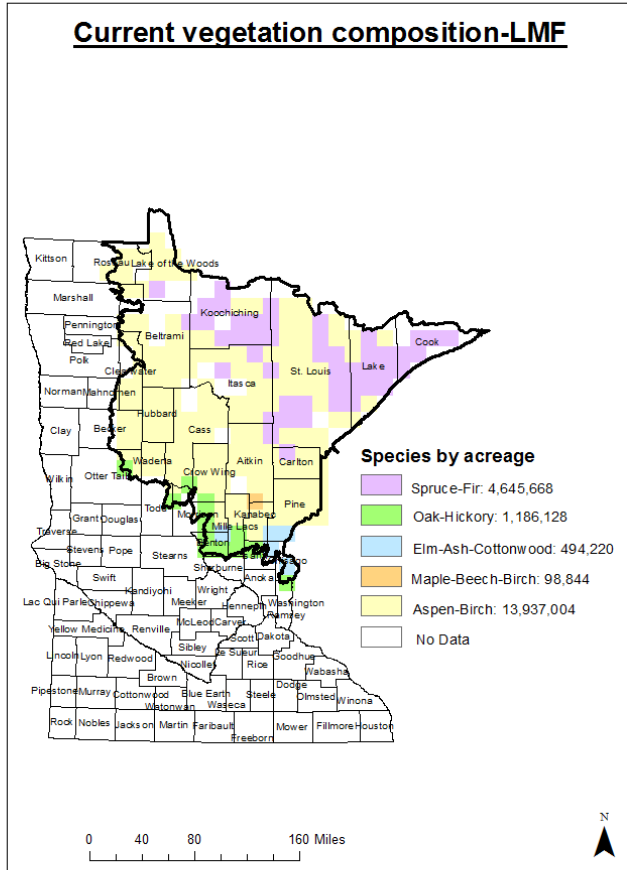 Current vegetation composition-LMF
Kittson
Roseau
Lake of the Woods
Marshall
Koochiching
Pennington
Beltrami
Cook
Red Lake
Polk
Clearwater
St. Louis
Lake
Itasca
Norman
Mahnomen
Hubbard
Clay
Becker
Cass
Aitkin
Carlton
Wadena
Crow Wing
Wilkin
Otter Tail
Pine
Todd
Morrison
Kanabec
Grant
Douglas
Mille Lacs
Traverse
Benton
Stevens
Pope
Stearns
Big Stone
Sherburne
Anoka
Swift
Kandiyohi
Wright
Lac Qui Parle
Chippewa
Meeker
Washington
Ramsey
McLeod
Carver
Yellow Medicine
Renville
Scott
Dakota
Sibley
Lincoln
Lyon
Redwood
Nicollet
Rice
Goodhue
Brown
Wabasha
Pipestone
Murray
Cottonwood
Watonwan
Blue Earth
Waseca
Steele
Dodge
Olmsted
Winona
Rock
Nobles
Jackson
Martin
Faribault
Freeborn
Mower
Fillmore
Houston
Species by acreage
Spruce-Fir: 4,645,668
Oak-Hickory: 1,186,128
Elm-Ash-Cottonwood: 494,220
Maple-Beech-Birch: 98,844
Aspen-Birch: 13,937,004
No Data
N
0 40 80 160 Miles